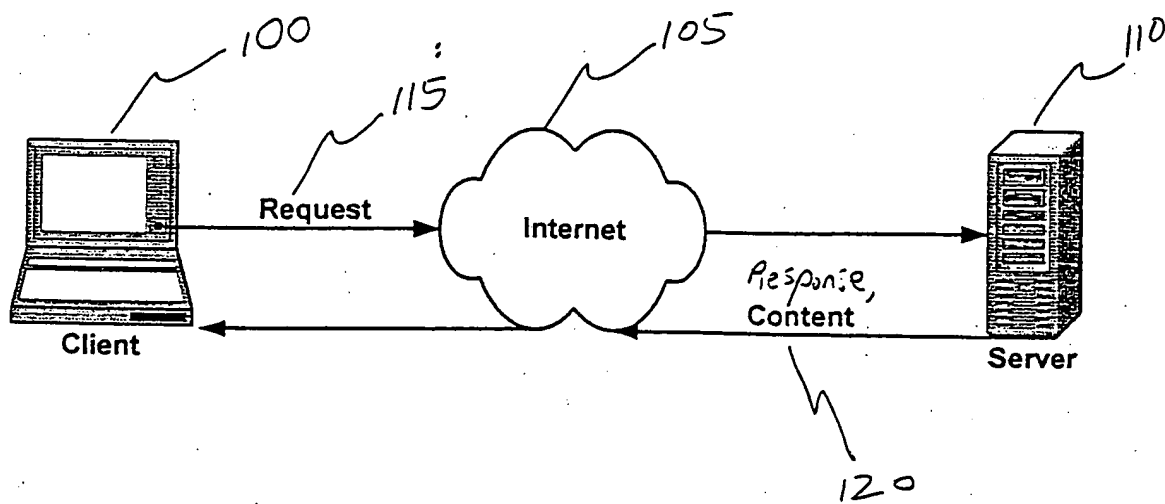 100
115
105
110
Request
Internet
Response,
Content
Client
Server
120